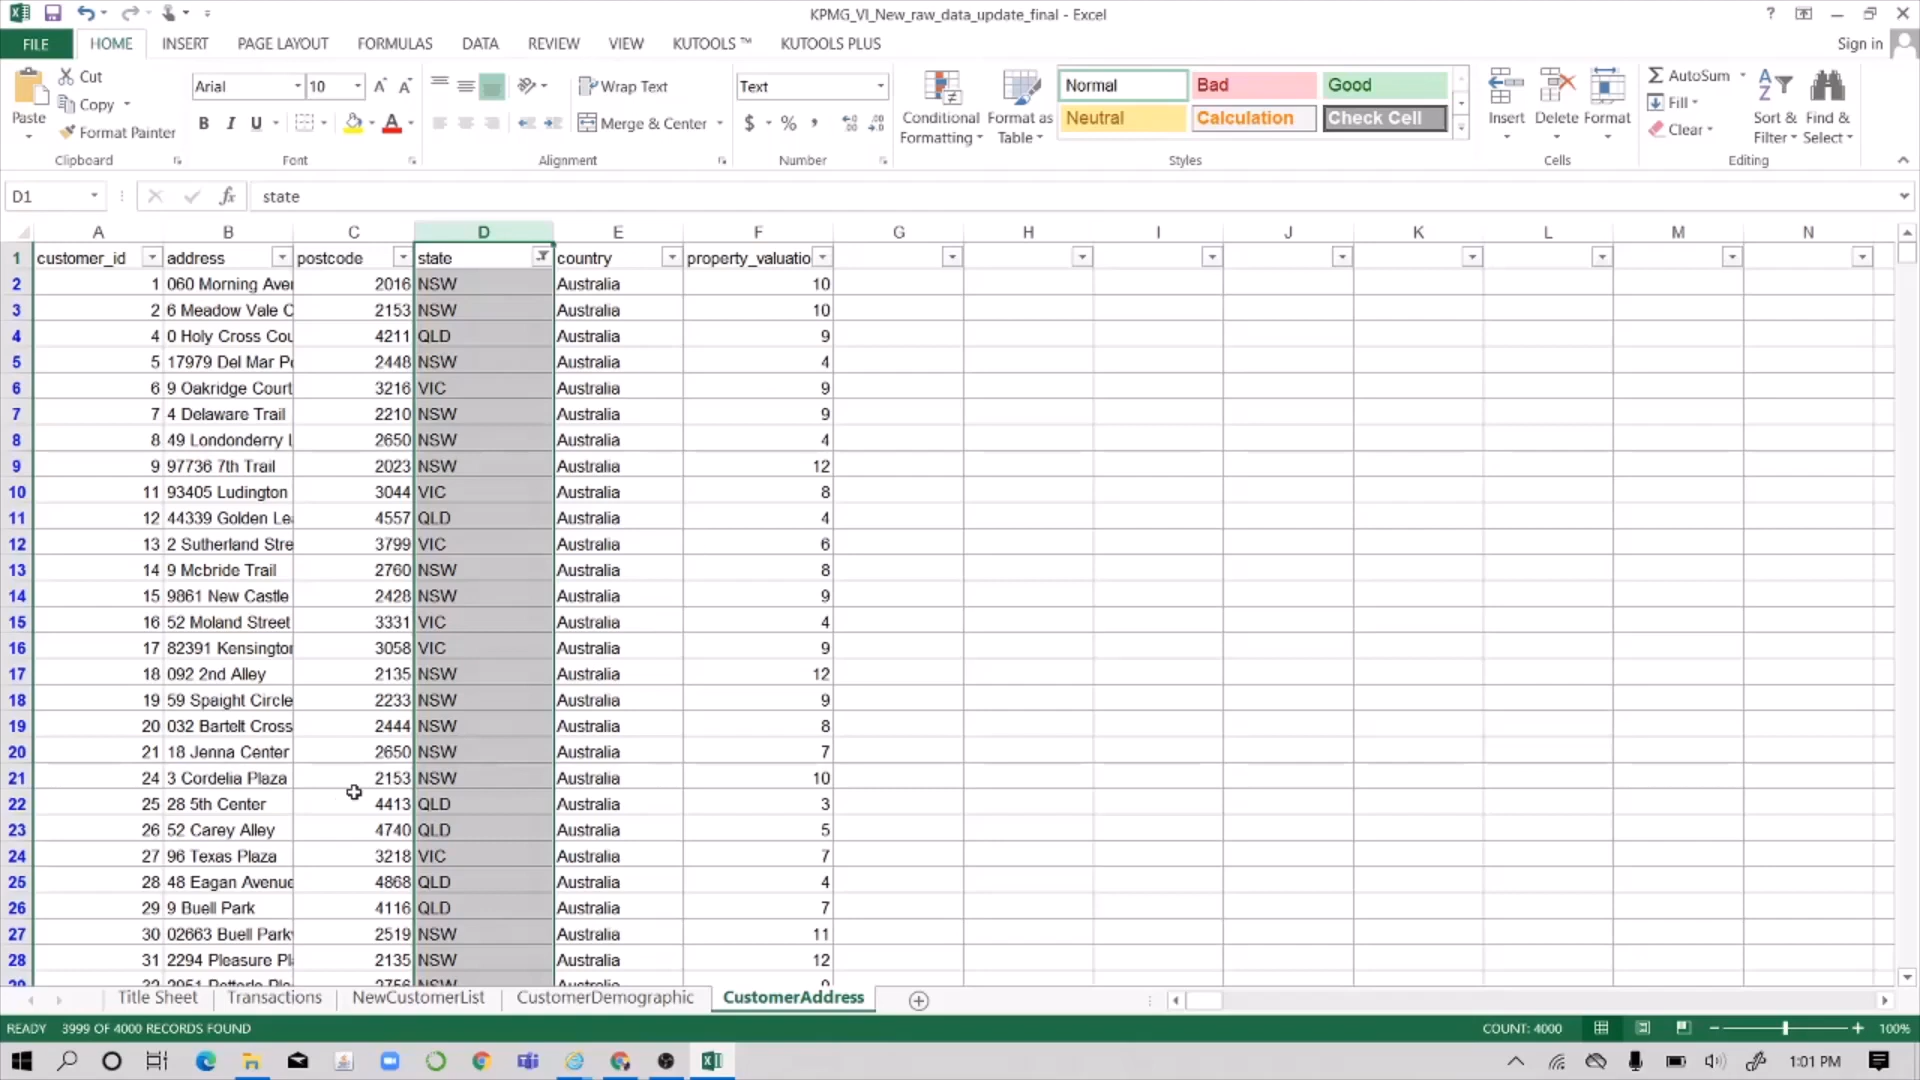 KPMG_VI_New_raw_data_update_final - Excel
FILE HOME INSERT PAGE LAYOUT FORMULAS DATA REVIEW VIEW KUTOOLS ™ KUTOOLS PLUS Sign in
Paste Cut Copy Format Painter
Arial 10
B I U A
Wrap Text
Merge & Center
Text
$ % ,
Conditional Formatting
Format as Table
Normal Bad Good
Neutral Calculation Check Cell
Insert Delete Format
AutoSum
Fill
Clear
Sort & Filter
Find & Select
Clipboard Font Alignment Number Styles Cells Editing
D1 fx state
A B C D E F G H I J K L M N
1 customer_id address postcode state country property_valuatio
2 1 060 Morning Aven 2016 NSW Australia 10
3 2 6 Meadow Vale C 2153 NSW Australia 10
4 4 0 Holy Cross Cou 4211 QLD Australia 9
5 5 17979 Del Mar Po 2448 NSW Australia 4
6 6 9 Oakridge Court 3216 VIC Australia 9
7 7 4 Delaware Trail 2210 NSW Australia 9
8 8 49 Londonderry L 2650 NSW Australia 4
9 9 97736 7th Trail 2023 NSW Australia 12
10 11 93405 Ludington 3044 VIC Australia 8
11 12 44339 Golden Lea 4557 QLD Australia 4
12 13 2 Sutherland Stre 3799 VIC Australia 6
13 14 9 Mcbride Trail 2760 NSW Australia 8
14 15 9861 New Castle 2428 NSW Australia 9
15 16 52 Moland Street 3331 VIC Australia 4
16 17 82391 Kensington 3058 VIC Australia 9
17 18 092 2nd Alley 2135 NSW Australia 12
18 19 59 Spaight Circle 2233 NSW Australia 9
19 20 032 Bartelt Cross 2444 NSW Australia 8
20 21 18 Jenna Center 2650 NSW Australia 7
21 24 3 Cordelia Plaza 2153 NSW Australia 10
22 25 28 5th Center 4413 QLD Australia 3
23 26 52 Carey Alley 4740 QLD Australia 5
24 27 96 Texas Plaza 3218 VIC Australia 7
25 28 48 Eagan Avenue 4868 QLD Australia 4
26 29 9 Buell Park 4116 QLD Australia 7
27 30 02663 Buell Park 2519 NSW Australia 11
28 31 2294 Pleasure Pl 2135 NSW Australia 12
Title Sheet Transactions NewCustomerList CustomerDemographic CustomerAddress
READY 3999 OF 4000 RECORDS FOUND COUNT: 4000 100%
1:01 PM